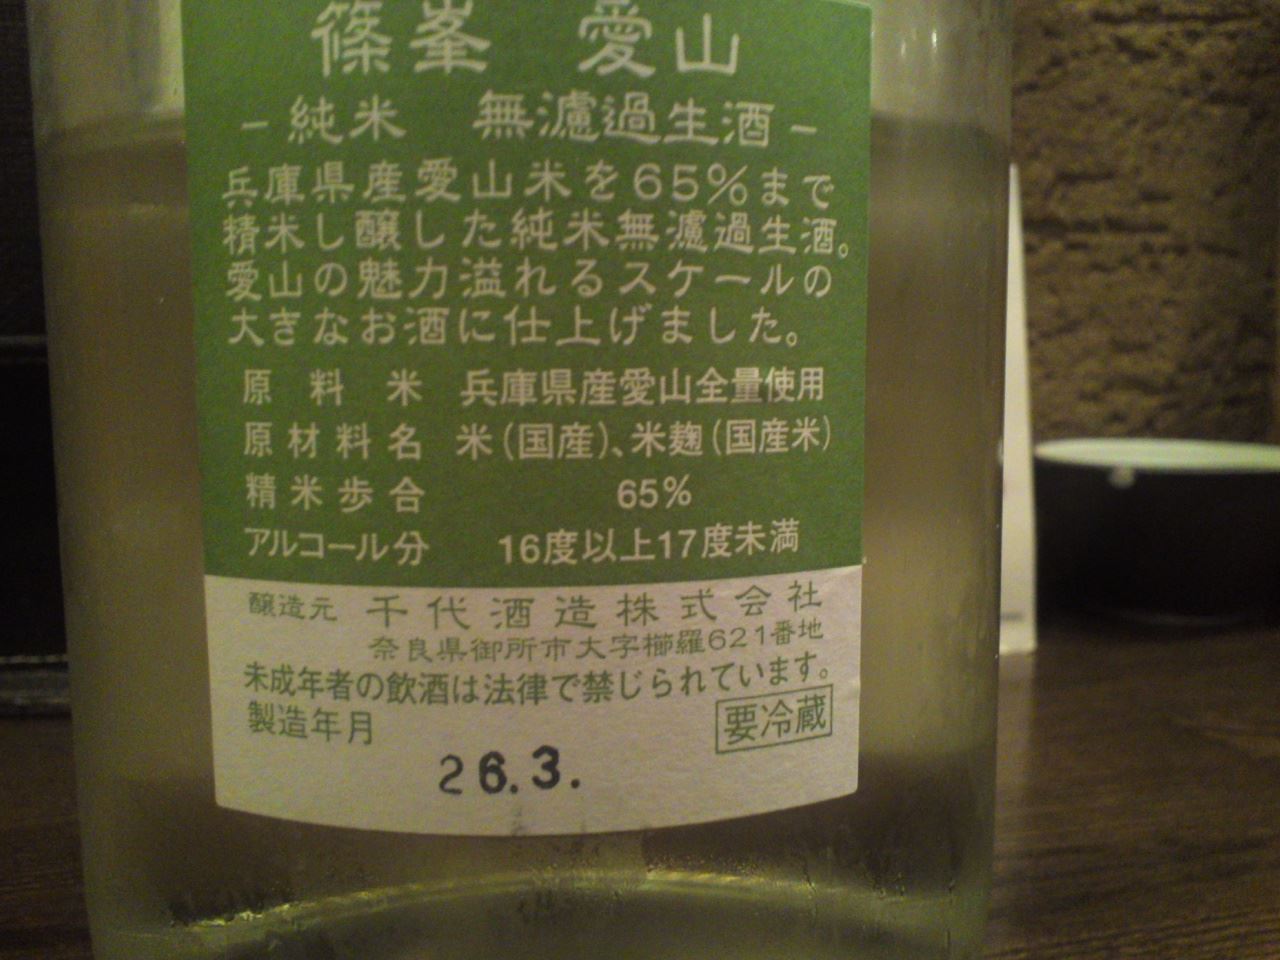 篠峯 愛山
－純米 無濾過生酒－
兵庫県産愛山米を65%まで
精米し醸した純米無濾過生酒。
愛山の魅力溢れるスケールの
大きなお酒に仕上げました。
原料米 兵庫県産愛山全量使用
原材料名 米(国産)、米麹(国産米)
精米歩合 65%
アルコール分 16度以上17度未満
醸造元 千代酒造株式会社
奈良県御所市大字櫛羅621番地
未成年者の飲酒は法律で禁じられています。
製造年月 要冷蔵
26.3.